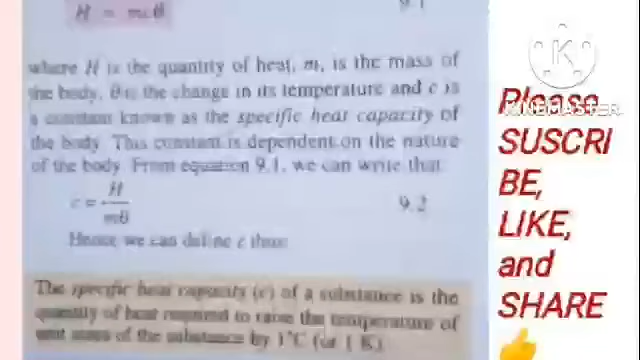 H = mcθ 9.1
where H is the quantity of heat, m, is the mass of
the body, θ is the change in its temperature and c is
a constant known as the specific heat capacity of
the body. This constant is dependent on the nature
of the body. From equation 9.1, we can write that
c = H/mθ 9.2
Hence we can define c thus:
The specific heat capacity (c) of a substance is the
quantity of heat required to raise the temperature of
unit mass of the substance by 1°C (or 1 K).
K
KINEMASTER
Please
SUSCRI
BE,
LIKE,
and
SHARE
👍